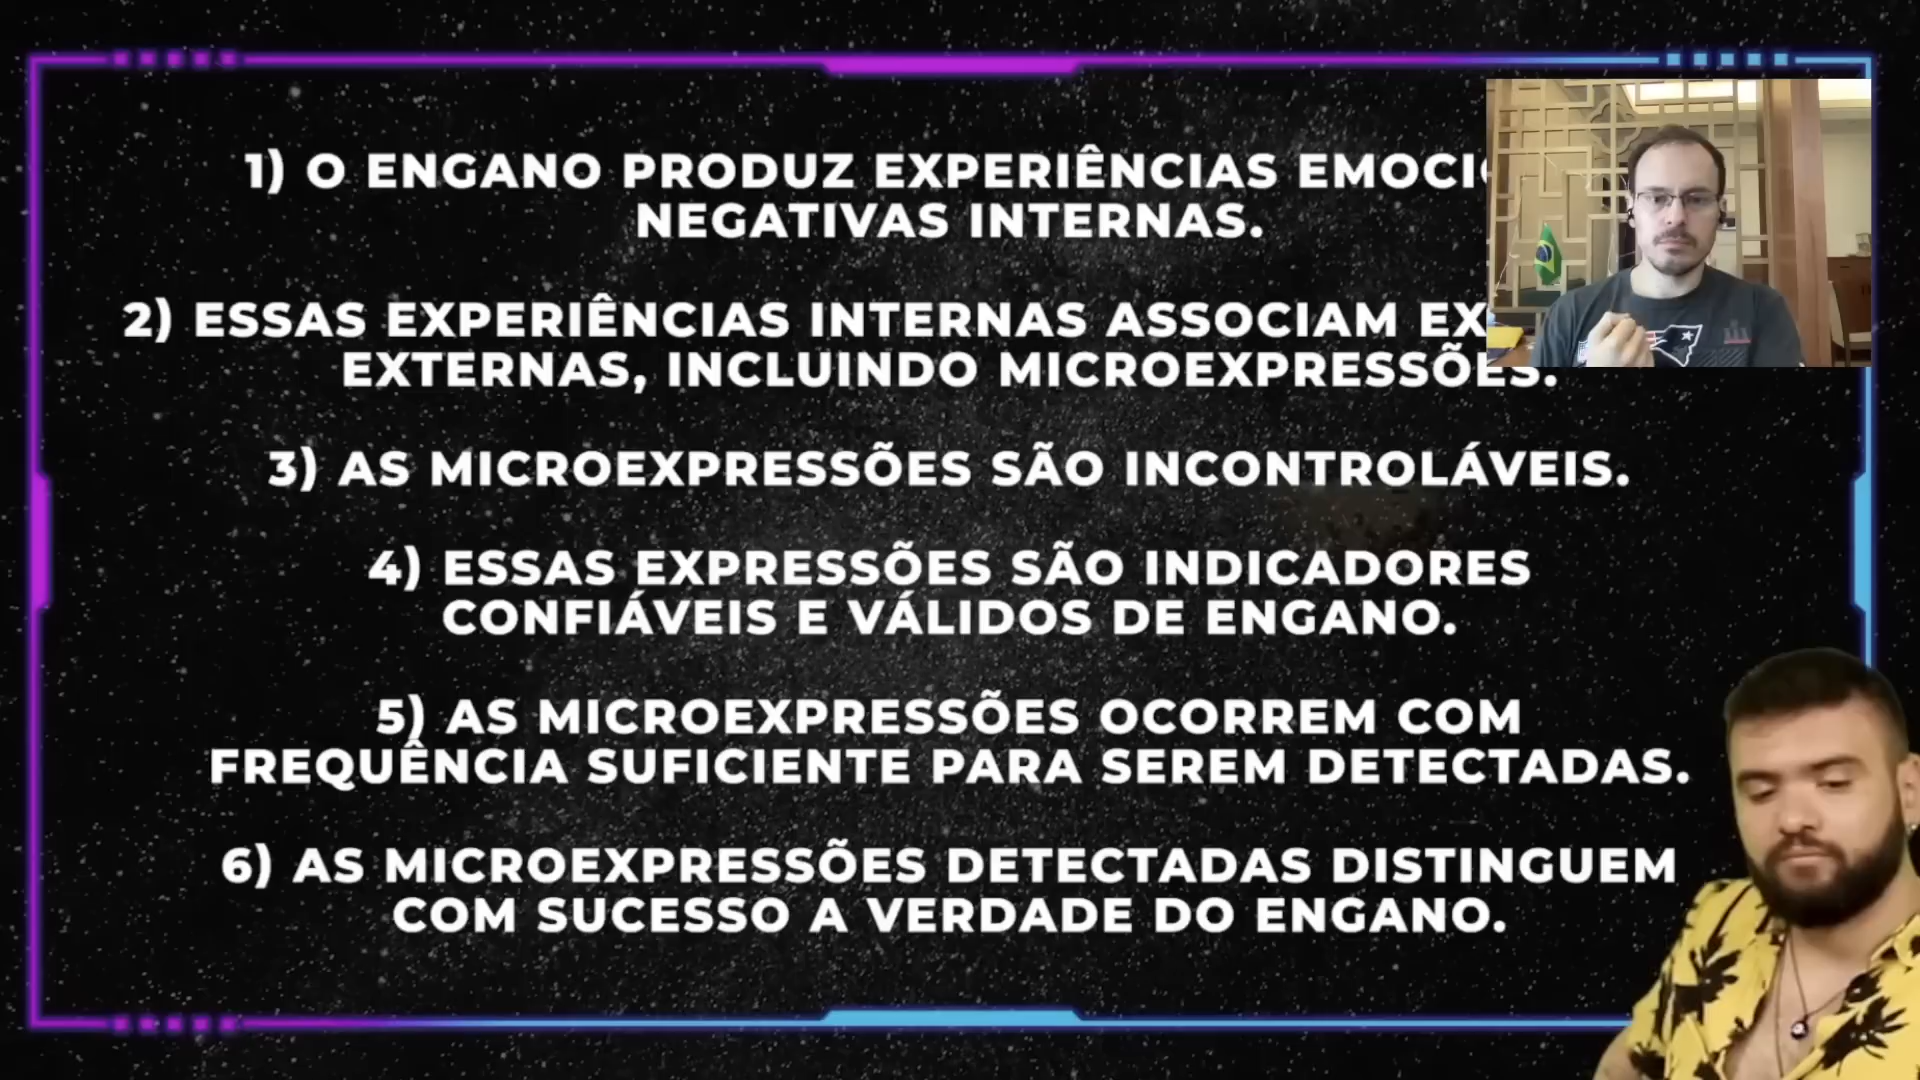 1) O ENGANO PRODUZ EXPERIÊNCIAS
NEGATIVAS INTERNAS.
2) ESSAS EXPERIÊNCIAS INTERNAS ASSOCIAM
EXTERNAS, INCLUINDO MICROEXPRESSÕES.
3) AS MICROEXPRESSÕES SÃO INCONTROLÁVEIS.
4) ESSAS EXPRESSÕES SÃO INDICADORES
CONFIÁVEIS E VÁLIDOS DE ENGANO.
5) AS MICROEXPRESSÕES OCORREM COM
FREQUÊNCIA SUFICIENTE PARA SEREM DETECTADAS.
6) AS MICROEXPRESSÕES DETECTADAS DISTINGUEM
COM SUCESSO A VERDADE DO ENGANO.